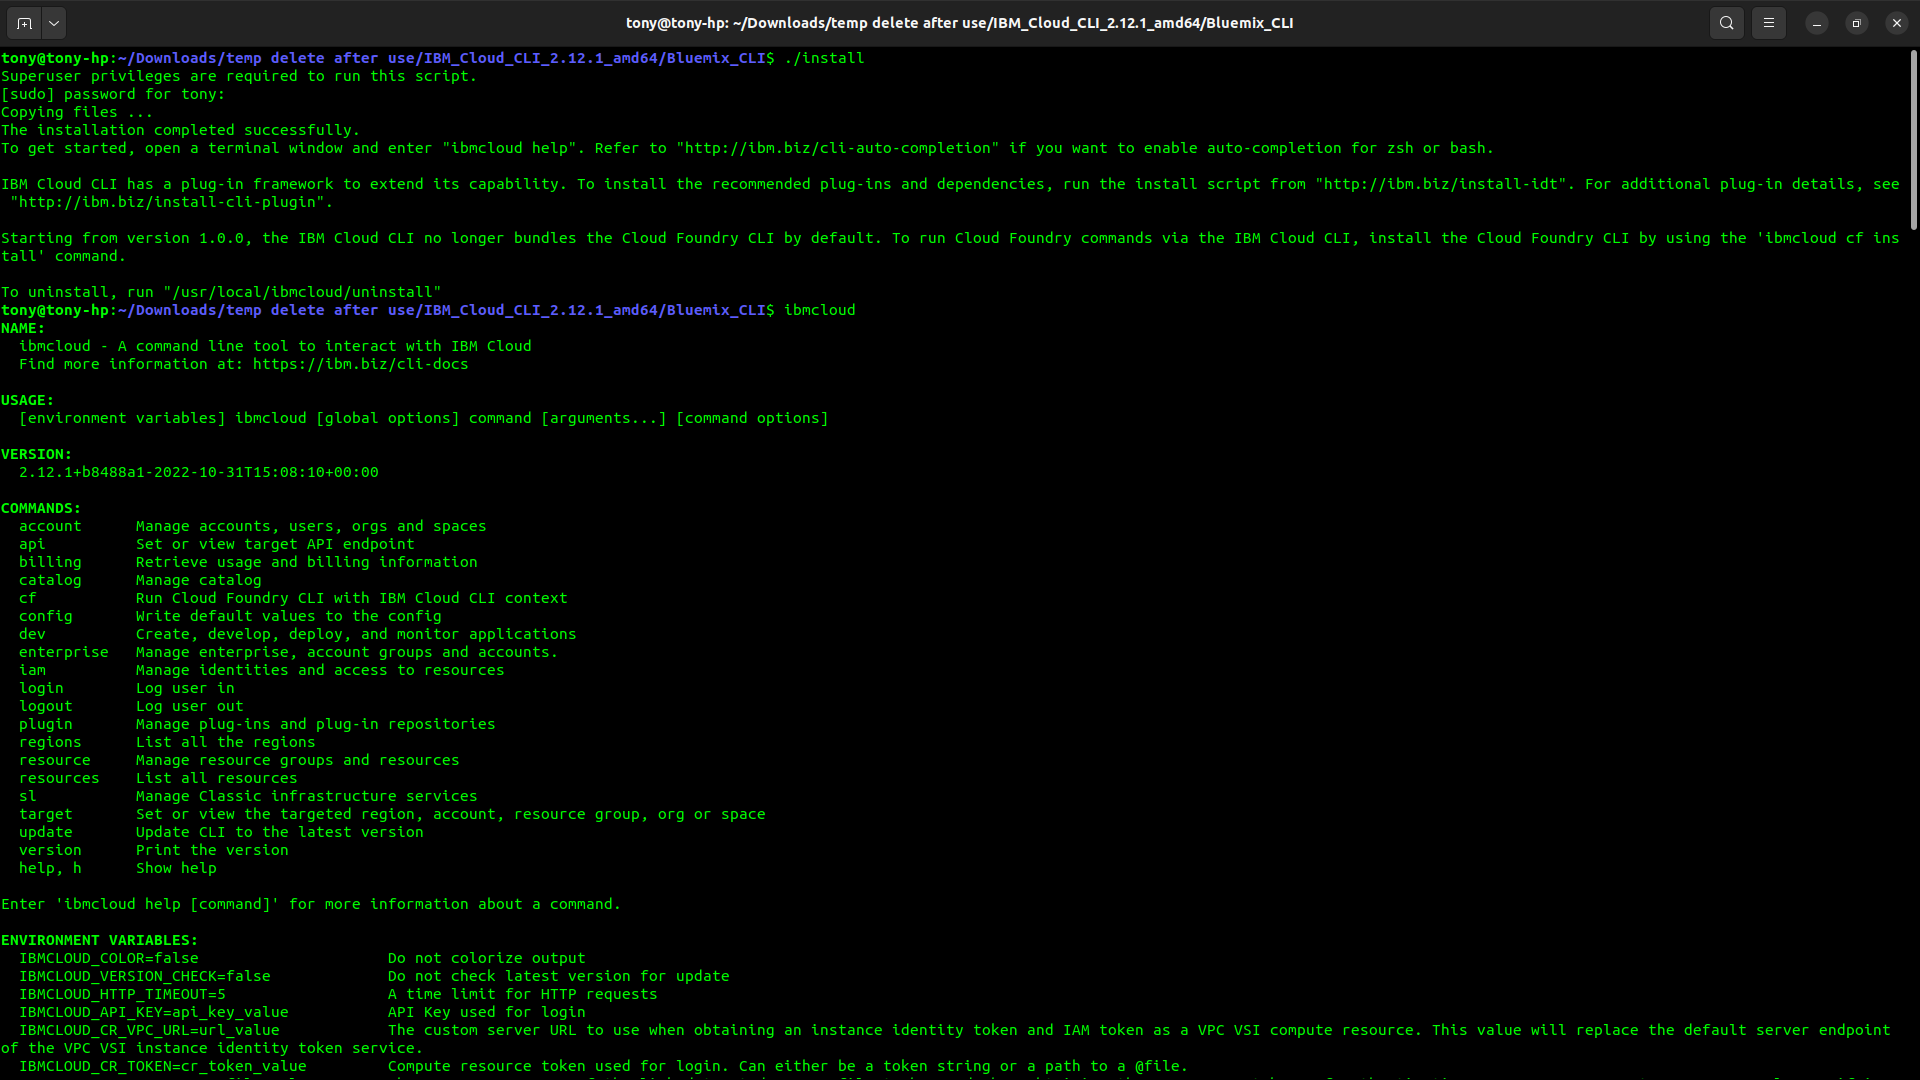 tony@tony-hp: ~/Downloads/temp delete after use/IBM_Cloud_CLI_2.12.1_amd64/Bluemix_CLI
tony@tony-hp:~/Downloads/temp delete after use/IBM_Cloud_CLI_2.12.1_amd64/Bluemix_CLI$ ./install
Superuser privileges are required to run this script.
[sudo] password for tony:
Copying files ...
The installation completed successfully.
To get started, open a terminal window and enter "ibmcloud help". Refer to "http://ibm.biz/cli-auto-completion" if you want to enable auto-completion for zsh or bash.
IBM Cloud CLI has a plug-in framework to extend its capability. To install the recommended plug-ins and dependencies, run the install script from "http://ibm.biz/install-idt". For additional plug-in details, see
"http://ibm.biz/install-cli-plugin".
Starting from version 1.0.0, the IBM Cloud CLI no longer bundles the Cloud Foundry CLI by default. To run Cloud Foundry commands via the IBM Cloud CLI, install the Cloud Foundry CLI by using the 'ibmcloud cf ins
tall' command.
To uninstall, run "/usr/local/ibmcloud/uninstall"
tony@tony-hp:~/Downloads/temp delete after use/IBM_Cloud_CLI_2.12.1_amd64/Bluemix_CLI$ ibmcloud
NAME:
ibmcloud - A command line tool to interact with IBM Cloud
Find more information at: https://ibm.biz/cli-docs
USAGE:
[environment variables] ibmcloud [global options] command [arguments...] [command options]
VERSION:
2.12.1+b8488a1-2022-10-31T15:08:10+00:00
COMMANDS:
account Manage accounts, users, orgs and spaces
api Set or view target API endpoint
billing Retrieve usage and billing information
catalog Manage catalog
cf Run Cloud Foundry CLI with IBM Cloud CLI context
config Write default values to the config
dev Create, develop, deploy, and monitor applications
enterprise Manage enterprise, account groups and accounts.
iam Manage identities and access to resources
login Log user in
logout Log user out
plugin Manage plug-ins and plug-in repositories
regions List all the regions
resource Manage resource groups and resources
resources List all resources
sl Manage Classic infrastructure services
target Set or view the targeted region, account, resource group, org or space
update Update CLI to the latest version
version Print the version
help, h Show help
Enter 'ibmcloud help [command]' for more information about a command.
ENVIRONMENT VARIABLES:
IBMCLOUD_COLOR=false Do not colorize output
IBMCLOUD_VERSION_CHECK=false Do not check latest version for update
IBMCLOUD_HTTP_TIMEOUT=5 A time limit for HTTP requests
IBMCLOUD_API_KEY=api_key_value API Key used for login
IBMCLOUD_CR_VPC_URL=url_value The custom server URL to use when obtaining an instance identity token and IAM token as a VPC VSI compute resource. This value will replace the default server endpoint
of the VPC VSI instance identity token service.
IBMCLOUD_CR_TOKEN=cr_token_value Compute resource token used for login. Can either be a token string or a path to a @file.